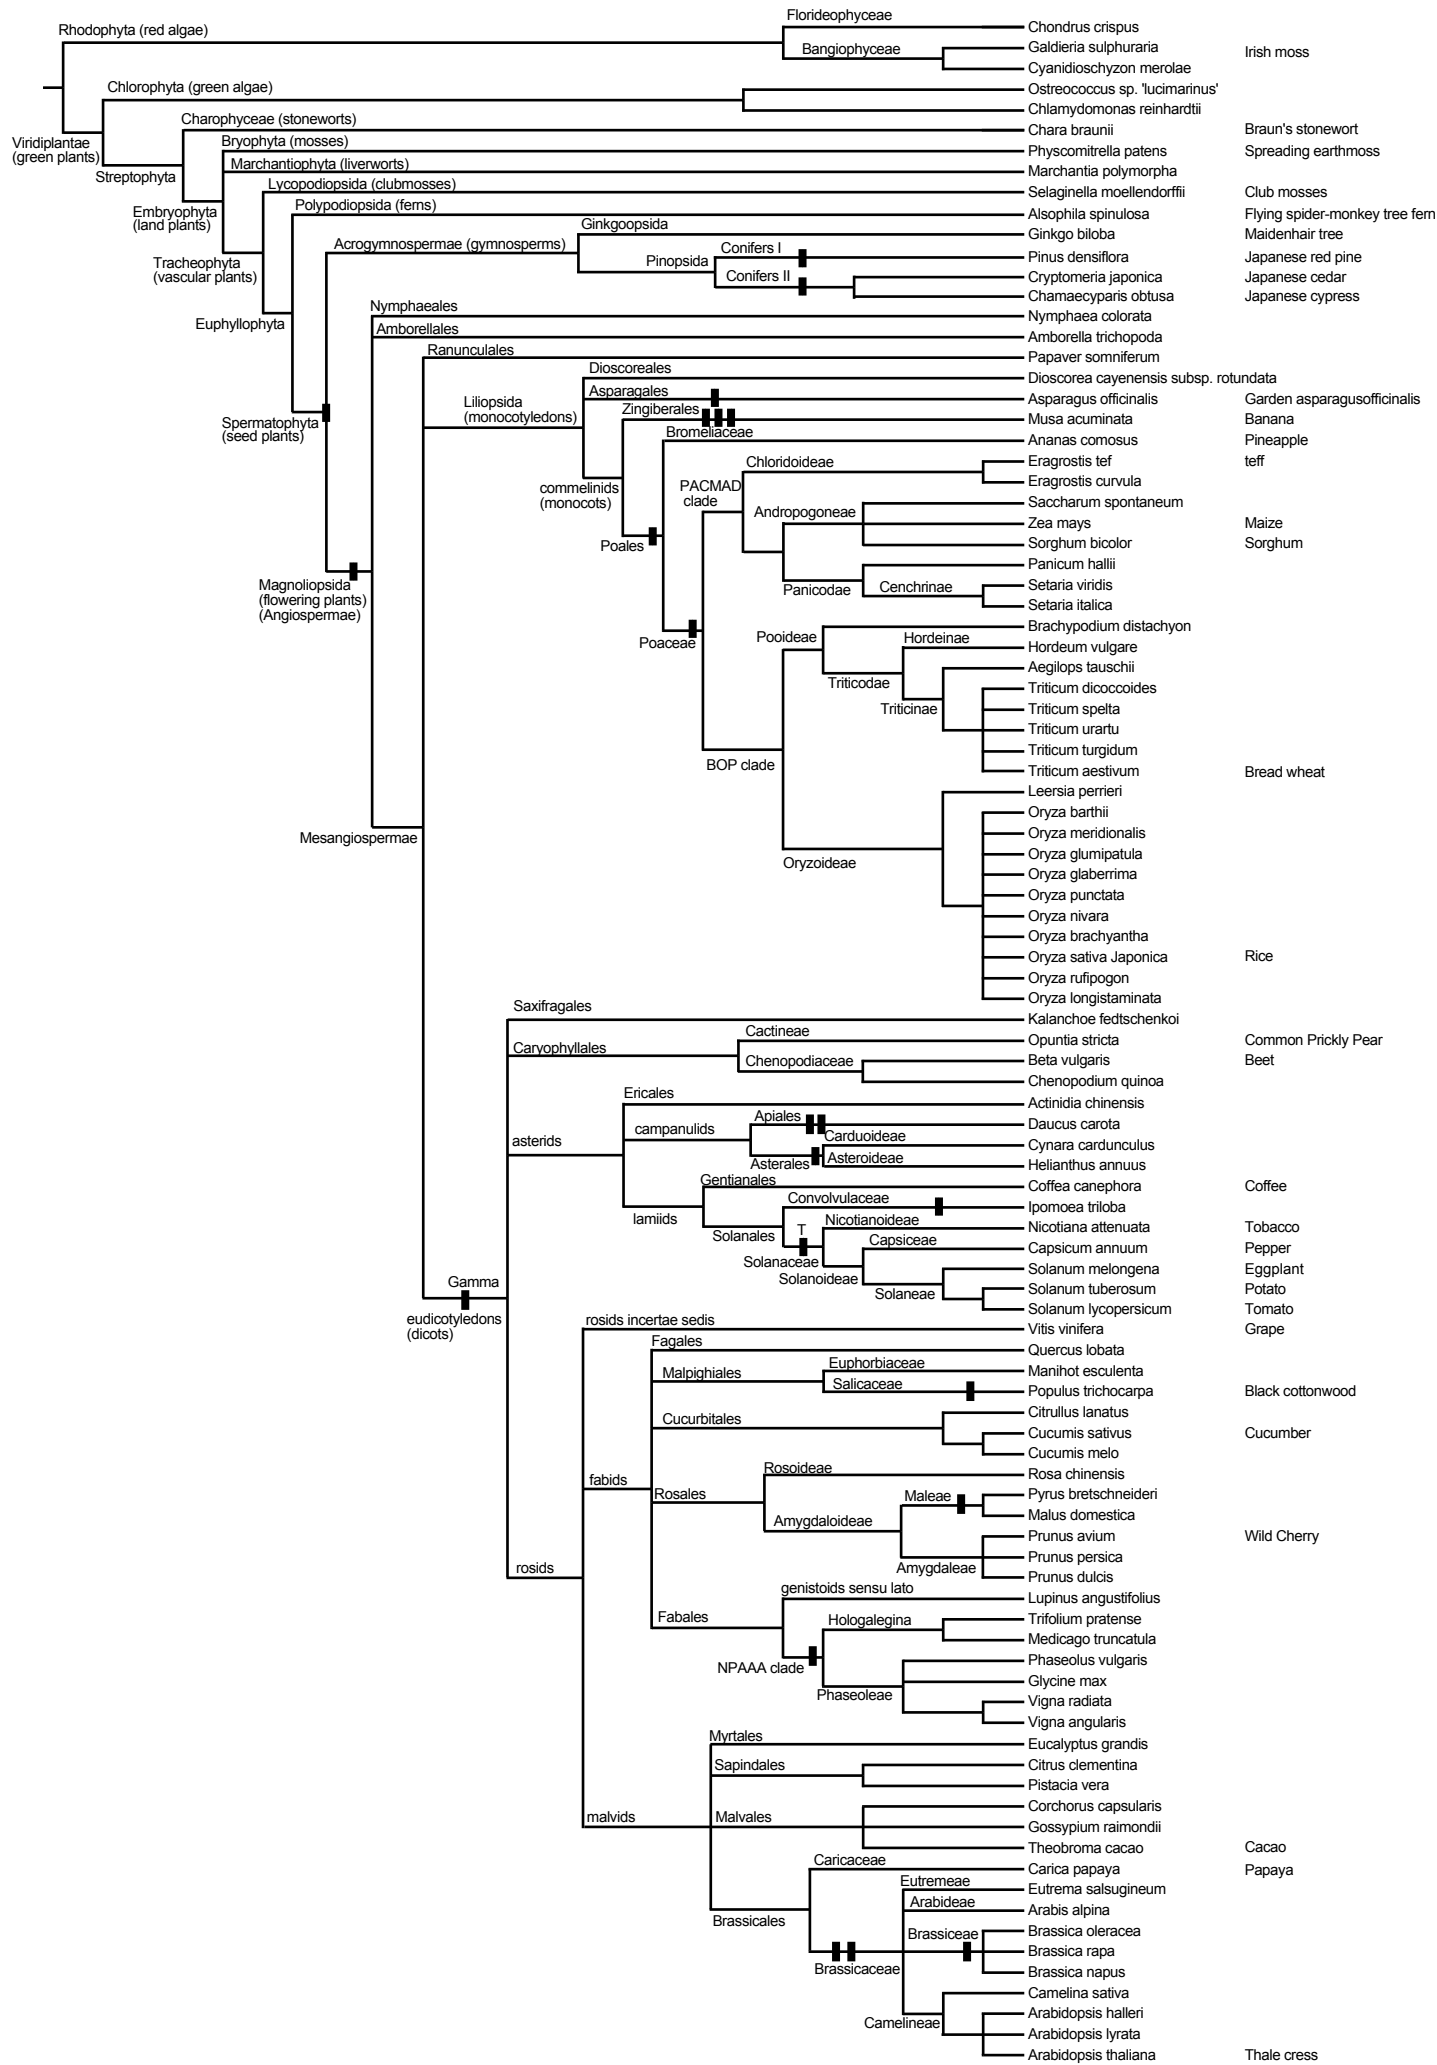 Florideophyceae
Rhodophyta (red algae)
Chondrus crispus
Bangiophyceae
Galdieria sulphuraria
Irish moss
Cyanidioschyzon merolae
Chlorophyta (green algae)
Ostreococcus sp. 'lucimarinus'
Chlamydomonas reinhardtii
Charophyceae (stoneworts)
Chara braunii Braun's stonewort
Viridiplantae
(green plants)
Bryophyta (mosses)
Physcomitrella patens Spreading earthmoss
Streptophyta
Marchantiophyta (liverworts)
Marchantia polymorpha
Lycopodiopsida (clubmosses)
Selaginella moellendorffii Club mosses
Embryophyta
(land plants)
Polypodiopsida (ferns)
Alsophila spinulosa Flying spider-monkey tree fern
Ginkgoopsida
Ginkgo biloba Maidenhair tree
Acrogymnospermae (gymnosperms)
Tracheophyta
(vascular plants)
Conifers I
Pinopsida
Pinus densiflora Japanese red pine
Conifers II
Cryptomeria japonica Japanese cedar
Chamaecyparis obtusa Japanese cypress
Nymphaeales
Nymphaea colorata
Euphyllophyta
Amborellales
Amborella trichopoda
Ranunculales
Papaver somniferum
Dioscoreales
Dioscorea cayenensis subsp. rotundata
Asparagales
Asparagus officinalis Garden asparagusofficinalis
Liliopsida
(monocotyledons)
Zingiberales
Musa acuminata Banana
Spermatophyta
(seed plants)
Bromeliaceae
Ananas comosus Pineapple
Chloridoideae
Eragrostis tef teff
Eragrostis curvula
commelinids
(monocots)
PACMAD
clade
Saccharum spontaneum
Andropogoneae
Zea mays Maize
Poales
Sorghum bicolor Sorghum
Panicum hallii
Magnoliopsida
(flowering plants)
(Angiospermae)
Panicodae
Cenchrinae
Setaria viridis
Setaria italica
Brachypodium distachyon
Poaceae
Pooideae
Hordeinae
Hordeum vulgare
Aegilops tauschii
Triticodae
Triticum dicoccoides
Triticinae
Triticum spelta
Triticum urartu
Triticum turgidum
BOP clade
Triticum aestivum Bread wheat
Leersia perrieri
Oryza barthii
Mesangiospermae
Oryza meridionalis
Oryza glumipatula
Oryzoideae
Oryza glaberrima
Oryza punctata
Oryza nivara
Oryza brachyantha
Oryza sativa Japonica Rice
Oryza rufipogon
Oryza longistaminata
Saxifragales
Kalanchoe fedtschenkoi
Cactineae
Opuntia stricta Common Prickly Pear
Caryophyllales
Chenopodiaceae
Beta vulgaris Beet
Chenopodium quinoa
Ericales
Actinidia chinensis
Apiales
Daucus carota
campanulids
Carduoideae
asterids
Cynara cardunculus
Asterales
Asteroideae
Helianthus annuus
Gentianales
Coffea canephora Coffee
Convolvulaceae
Ipomoea triloba
lamiids
Nicotianoideae
Nicotiana attenuata Tobacco
Solanales
T
Capsiceae
Capsicum annuum Pepper
Solanaceae
Solanoideae
Solanum melongena Eggplant
Gamma
Solaneae
Solanum tuberosum Potato
Solanum lycopersicum Tomato
eudicotyledons
(dicots)
rosids incertae sedis
Vitis vinifera Grape
Fagales
Quercus lobata
Euphorbiaceae
Manihot esculenta
Malpighiales
Salicaceae
Populus trichocarpa Black cottonwood
Citrullus lanatus
Cucurbitales
Cucumis sativus Cucumber
Cucumis melo
Rosoideae
Rosa chinensis
fabids
Rosales
Maleae
Pyrus bretschneideri
Malus domestica
Amygdaloideae
Prunus avium Wild Cherry
Prunus persica
rosids
Amygdaleae
Prunus dulcis
genistoids sensu lato
Lupinus angustifolius
Fabales
Hologalegina
Trifolium pratense
Medicago truncatula
NPAAA clade
Phaseolus vulgaris
Phaseoleae
Glycine max
Vigna radiata
Vigna angularis
Myrtales
Eucalyptus grandis
Sapindales
Citrus clementina
Pistacia vera
Corchorus capsularis
malvids
Malvales
Gossypium raimondii
Theobroma cacao Cacao
Caricaceae
Carica papaya Papaya
Eutremeae
Eutrema salsugineum
Arabideae
Arabis alpina
Brassicales
Brassiceae
Brassica oleracea
Brassica rapa
Brassicaceae
Brassica napus
Camelina sativa
Camelineae
Arabidopsis halleri
Arabidopsis lyrata
Arabidopsis thaliana Thale cress